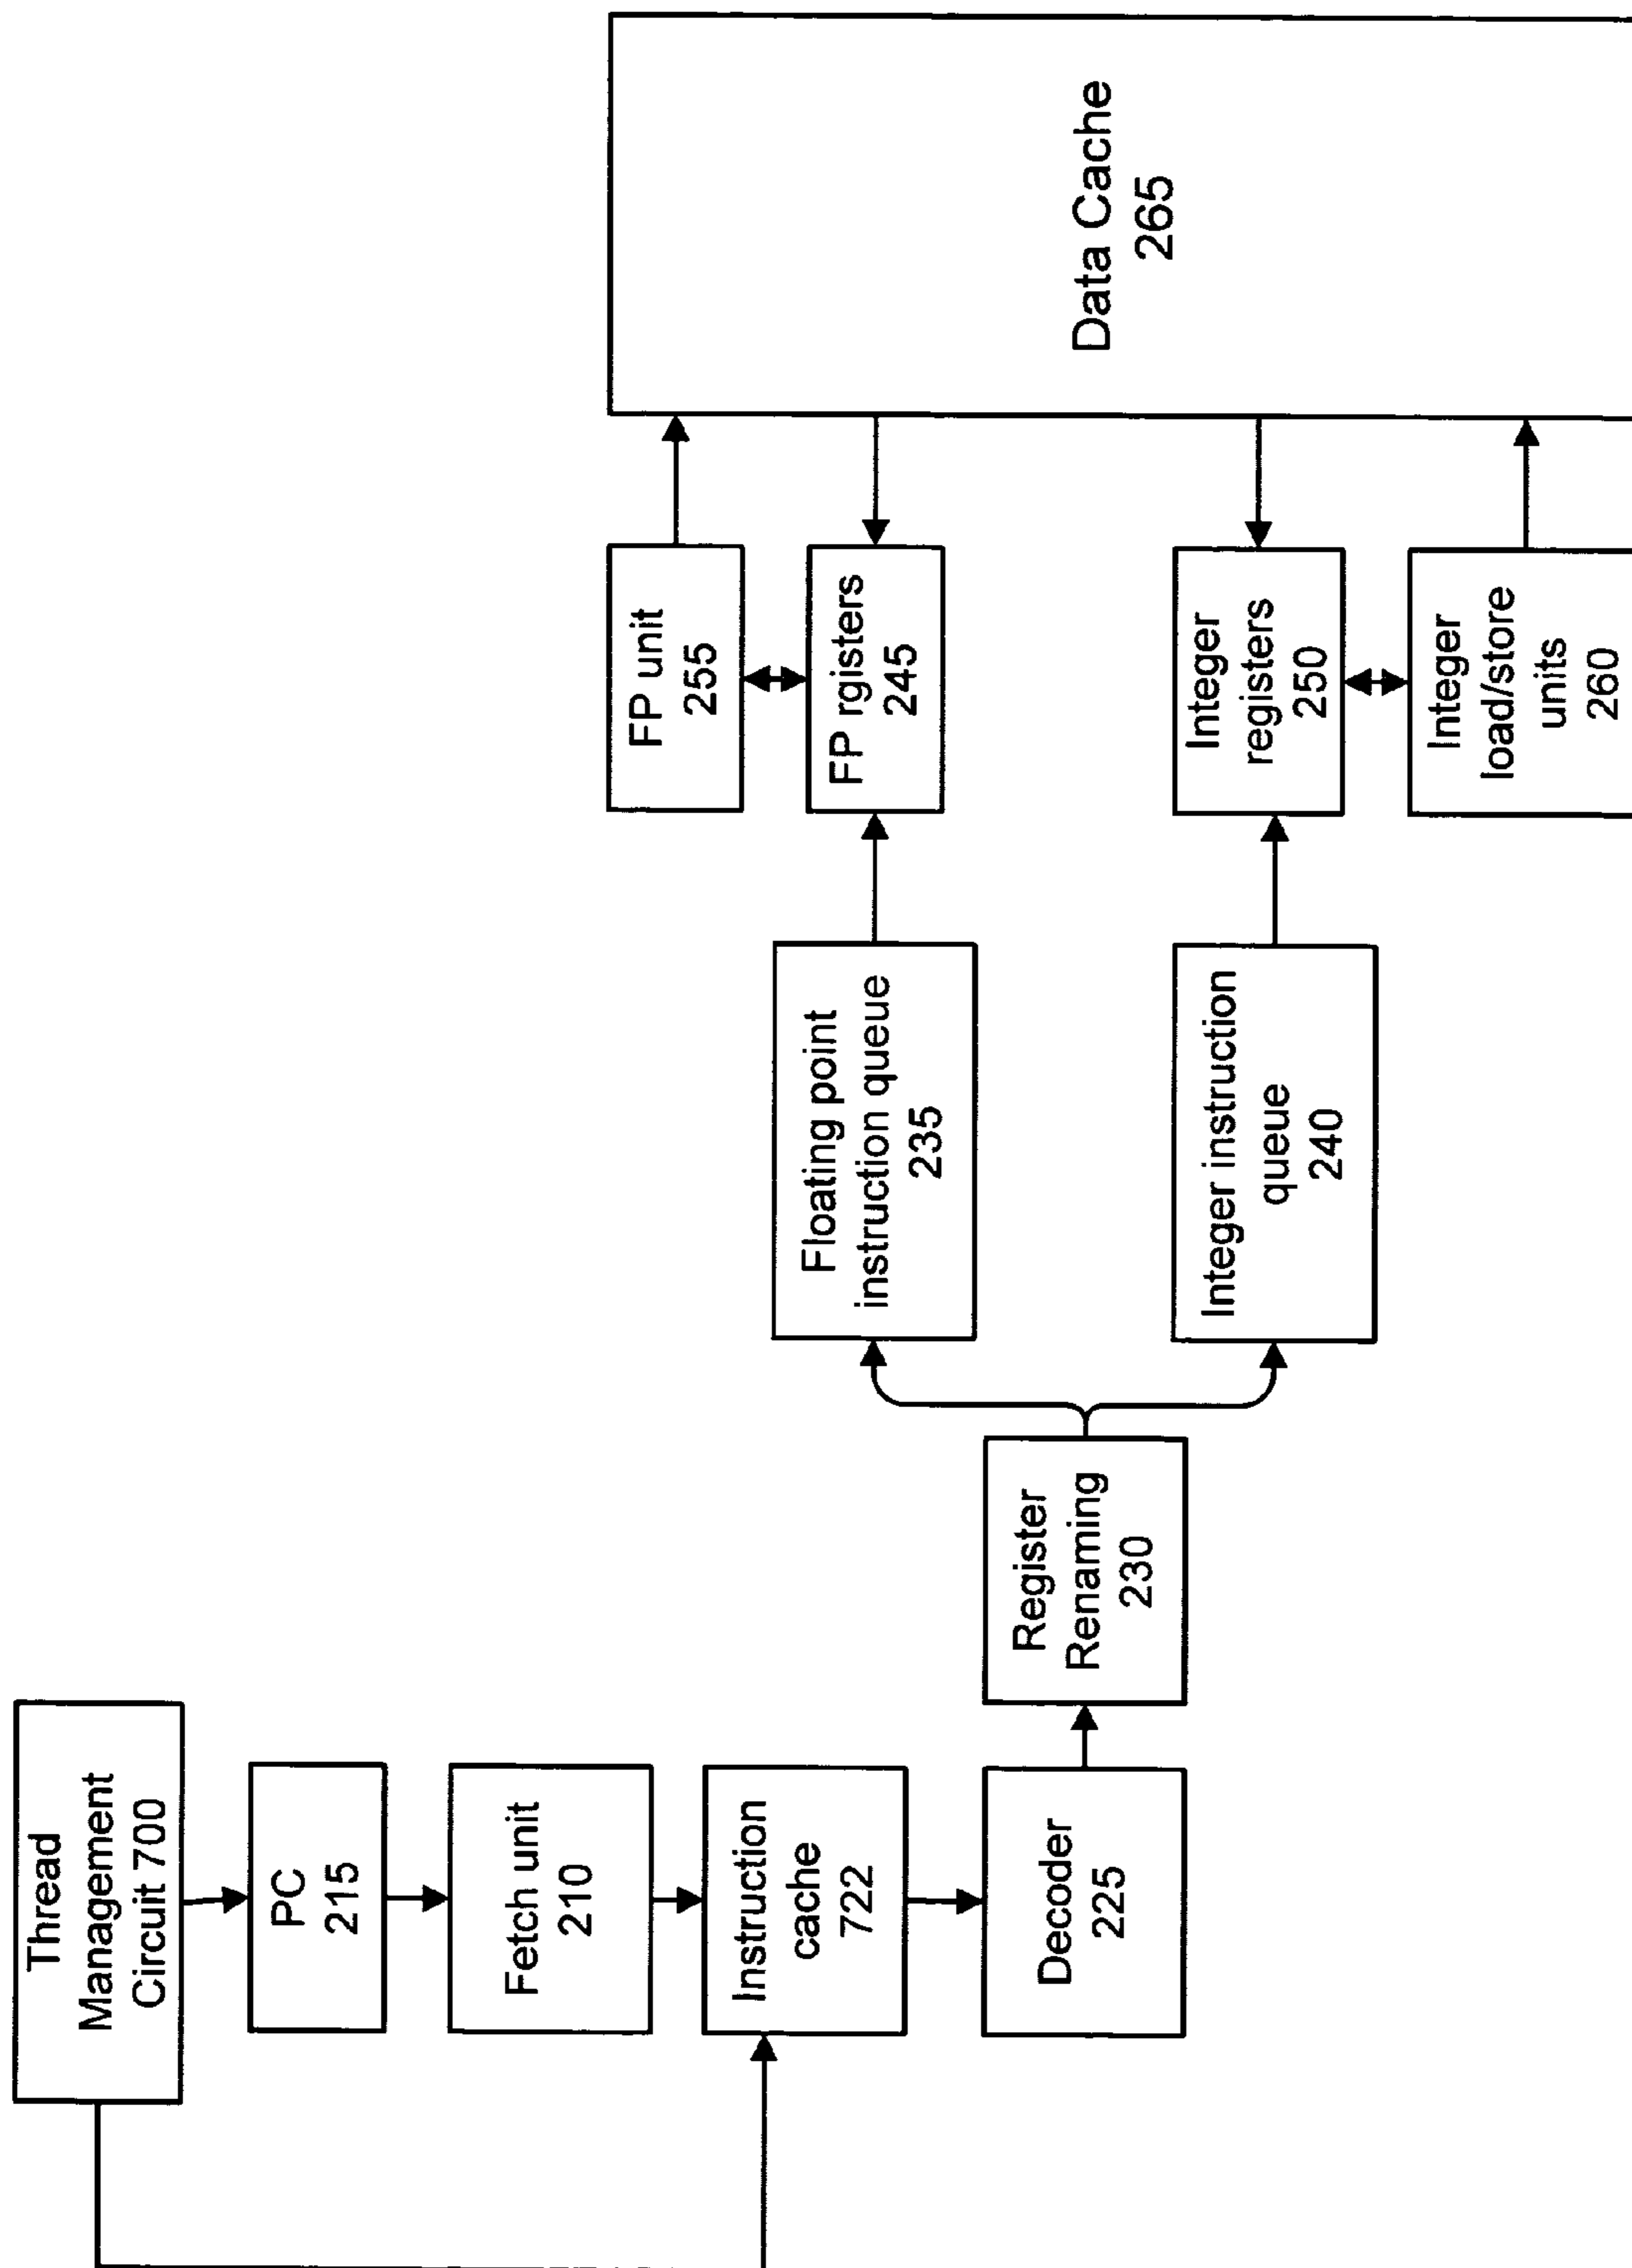 Thread
Management
Circuit 700
PC
215
Fetch unit
210
Instruction
cache
722
Decoder
225
Register
Renaming
230
Floating point
instruction queue
235
Integer instruction
queue
240
FP unit
255
FP rgisters
245
Integer
registers
250
Integer
load/store
units
260
Data Cache
265